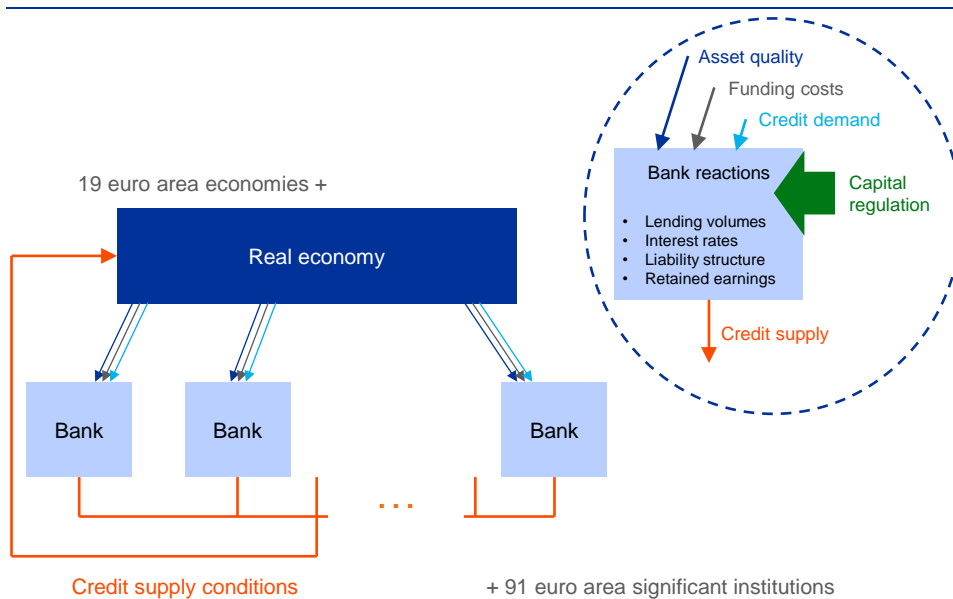 Asset quality
Funding costs
Credit demand
19 euro area economies +
Bank reactions
Capital
regulation
• Lending volumes
• Interest rates
• Liability structure
• Retained earnings
Real economy
Credit supply
Bank
Bank
Bank
...
Credit supply conditions
+ 91 euro area significant institutions